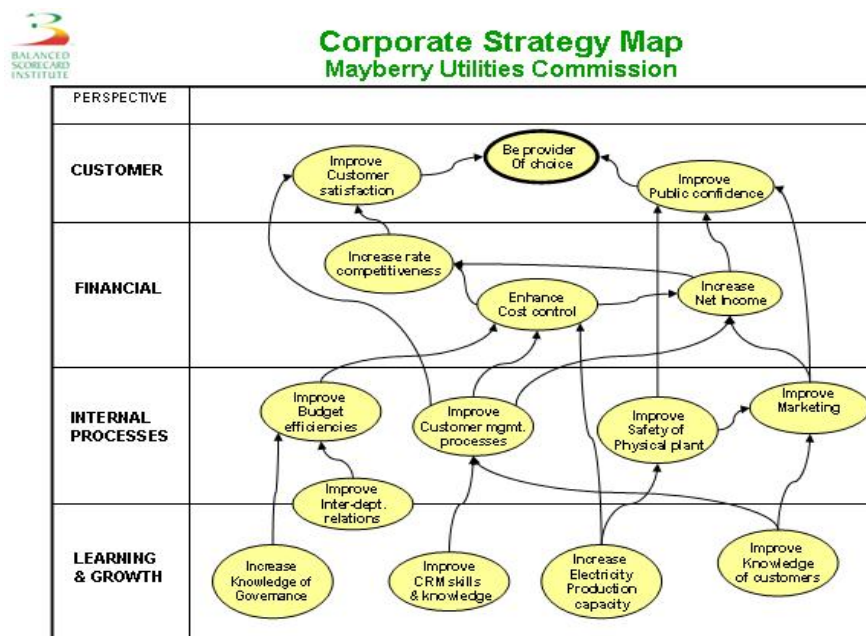 BALANCED
SCORECARD
INSTITUTE
Corporate Strategy Map
Mayberry Utilities Commission
PERSPECTIVE
CUSTOMER
Improve
Customer
satisfaction
Be provider
Of choice
Improve
Public confidence
FINANCIAL
Increase rate
competitiveness
Enhance
Cost control
Increase
Net Income
INTERNAL
PROCESSES
Improve
Budget
efficiencies
Improve
Customer mgmt.
processes
Improve
Safety of
Physical plant
Improve
Marketing
Improve
Inter-dept.
relations
LEARNING
& GROWTH
Increase
Knowledge of
Governance
Improve
CRM skills
& knowledge
Increase
Electricity
Production
capacity
Improve
Knowledge
of customers